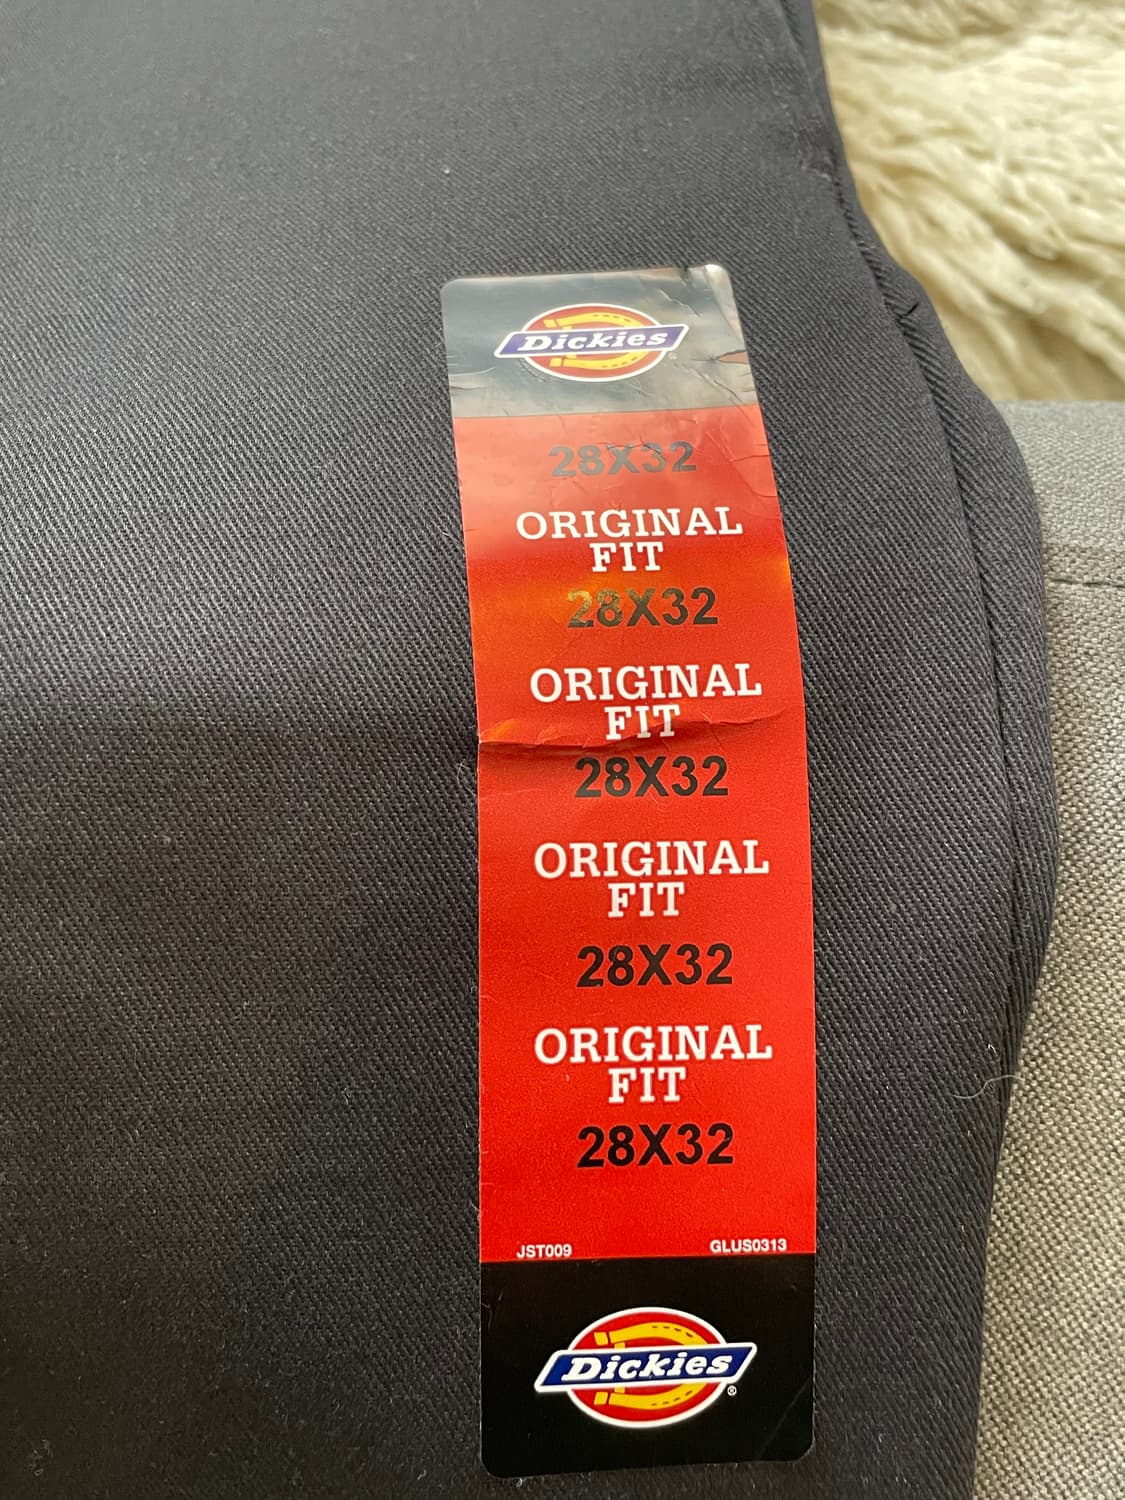 Dickies
28X32
ORIGINAL
FIT
28X32
ORIGINAL
FIT
28X32
ORIGINAL
FIT
28X32
ORIGINAL
FIT
28X32
JST009 GLUS0313
Dickies®